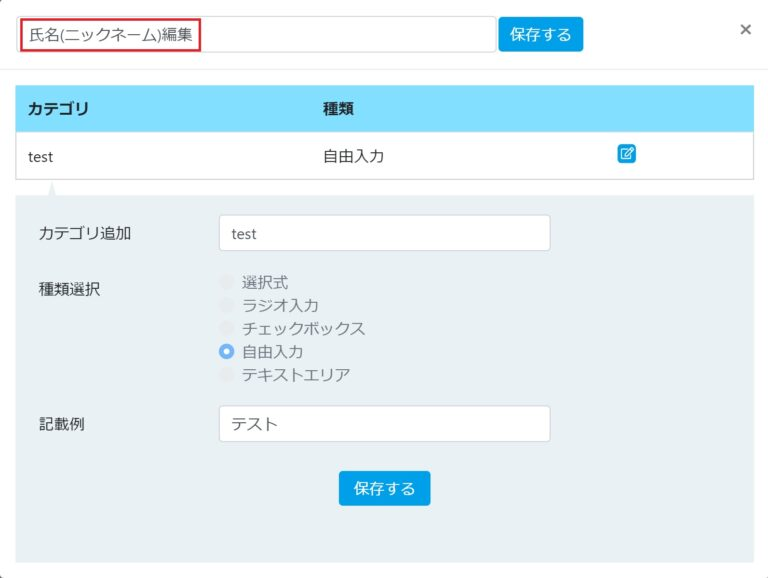 氏名(ニックネーム)編集 保存する ×
カテゴリ 種類
test 自由入力
カテゴリ追加 test
種類選択 選択式
ラジオ入力
チェックボックス
自由入力
テキストエリア
記載例 テスト
保存する